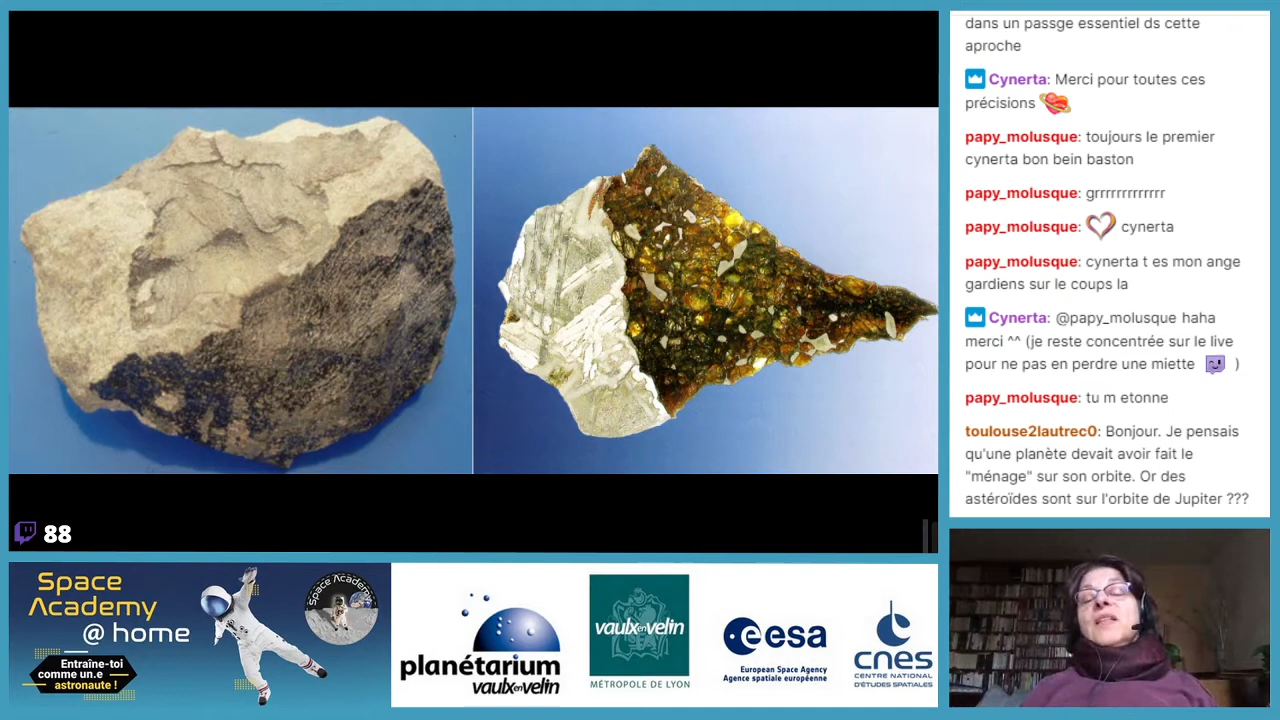 dans un passge essentiel ds cette
aproche
Cynerta: Merci pour toutes ces
précisions
papy_molusque: toujours le premier
cynerta bon bein baston
papy_molusque: grrrrrrrrrrrrr
papy_molusque: cynerta
papy_molusque: cynerta t es mon ange
gardiens sur le coups la
Cynerta: @papy_molusque haha
merci ^^ (je reste concentrée sur le live
pour ne pas en perdre une miette )
papy_molusque: tu m etonne
toulouse2lautrec0: Bonjour. Je pensais
qu'une planète devait avoir fait le
"ménage" sur son orbite. Or des
astéroïdes sont sur l'orbite de Jupiter ???
88
Space
Academy
@ home
Entraîne-toi
comme un.e
astronaute !
Space Academy
planétarium
vaulx en velin
vaulx en velin
MÉTROPOLE DE LYON
esa
European Space Agency
Agence spatiale européenne
cnes
CENTRE NATIONAL
D'ÉTUDES SPATIALES